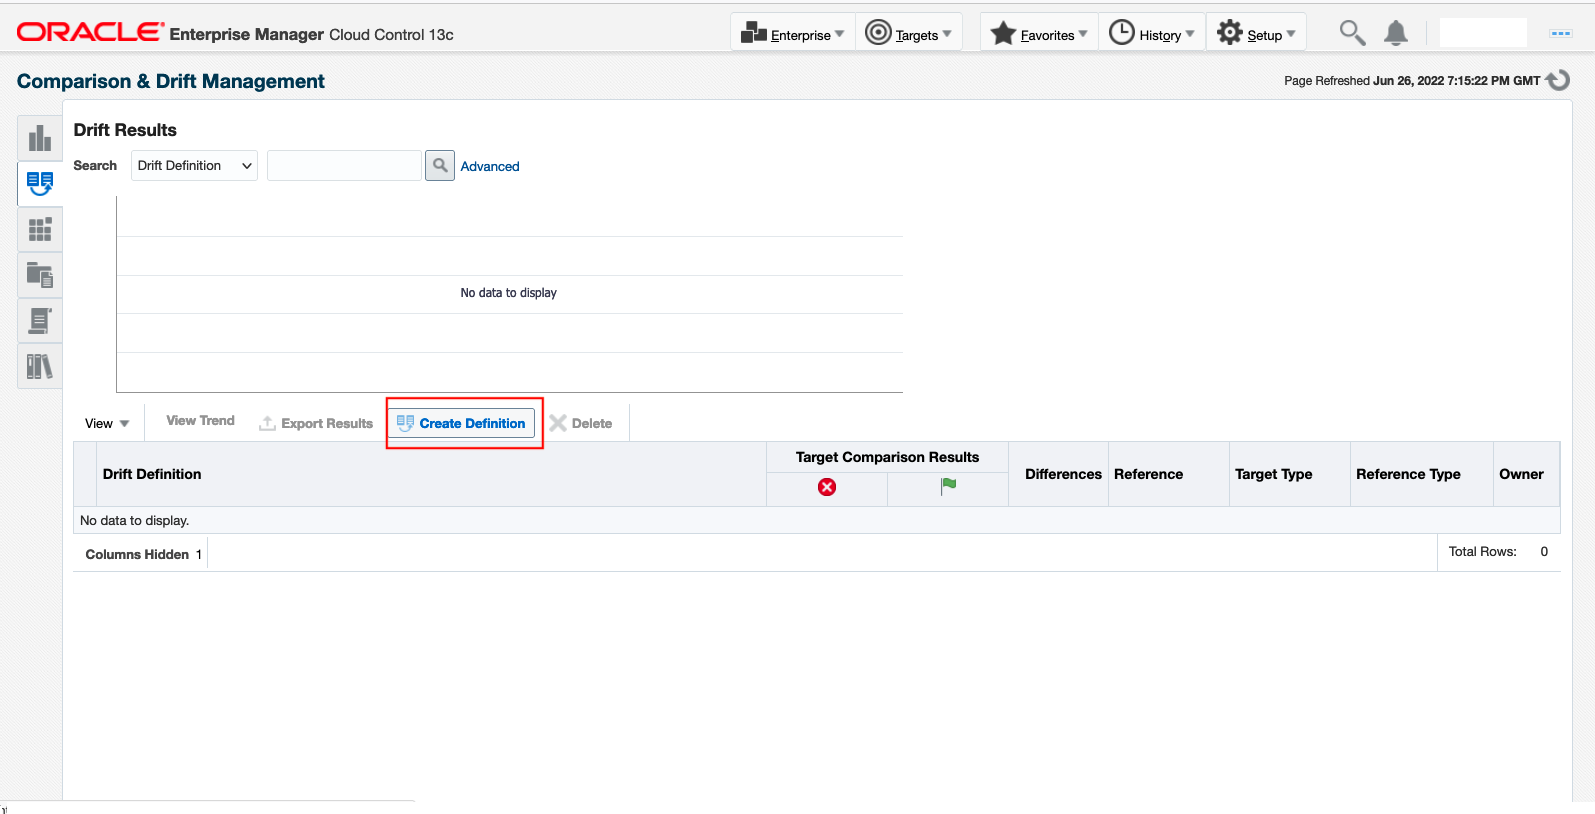 ORACLE Enterprise Manager Cloud Control 13c
Enterprise
Targets
Favorites
History
Setup
Comparison & Drift Management
Page Refreshed Jun 26, 2022 7:15:22 PM GMT
Drift Results
Search
Drift Definition
Advanced
No data to display
View
View Trend
Export Results
Create Definition
Delete
Drift Definition
Target Comparison Results
Differences
Reference
Target Type
Reference Type
Owner
No data to display.
Columns Hidden 1
Total Rows: 0